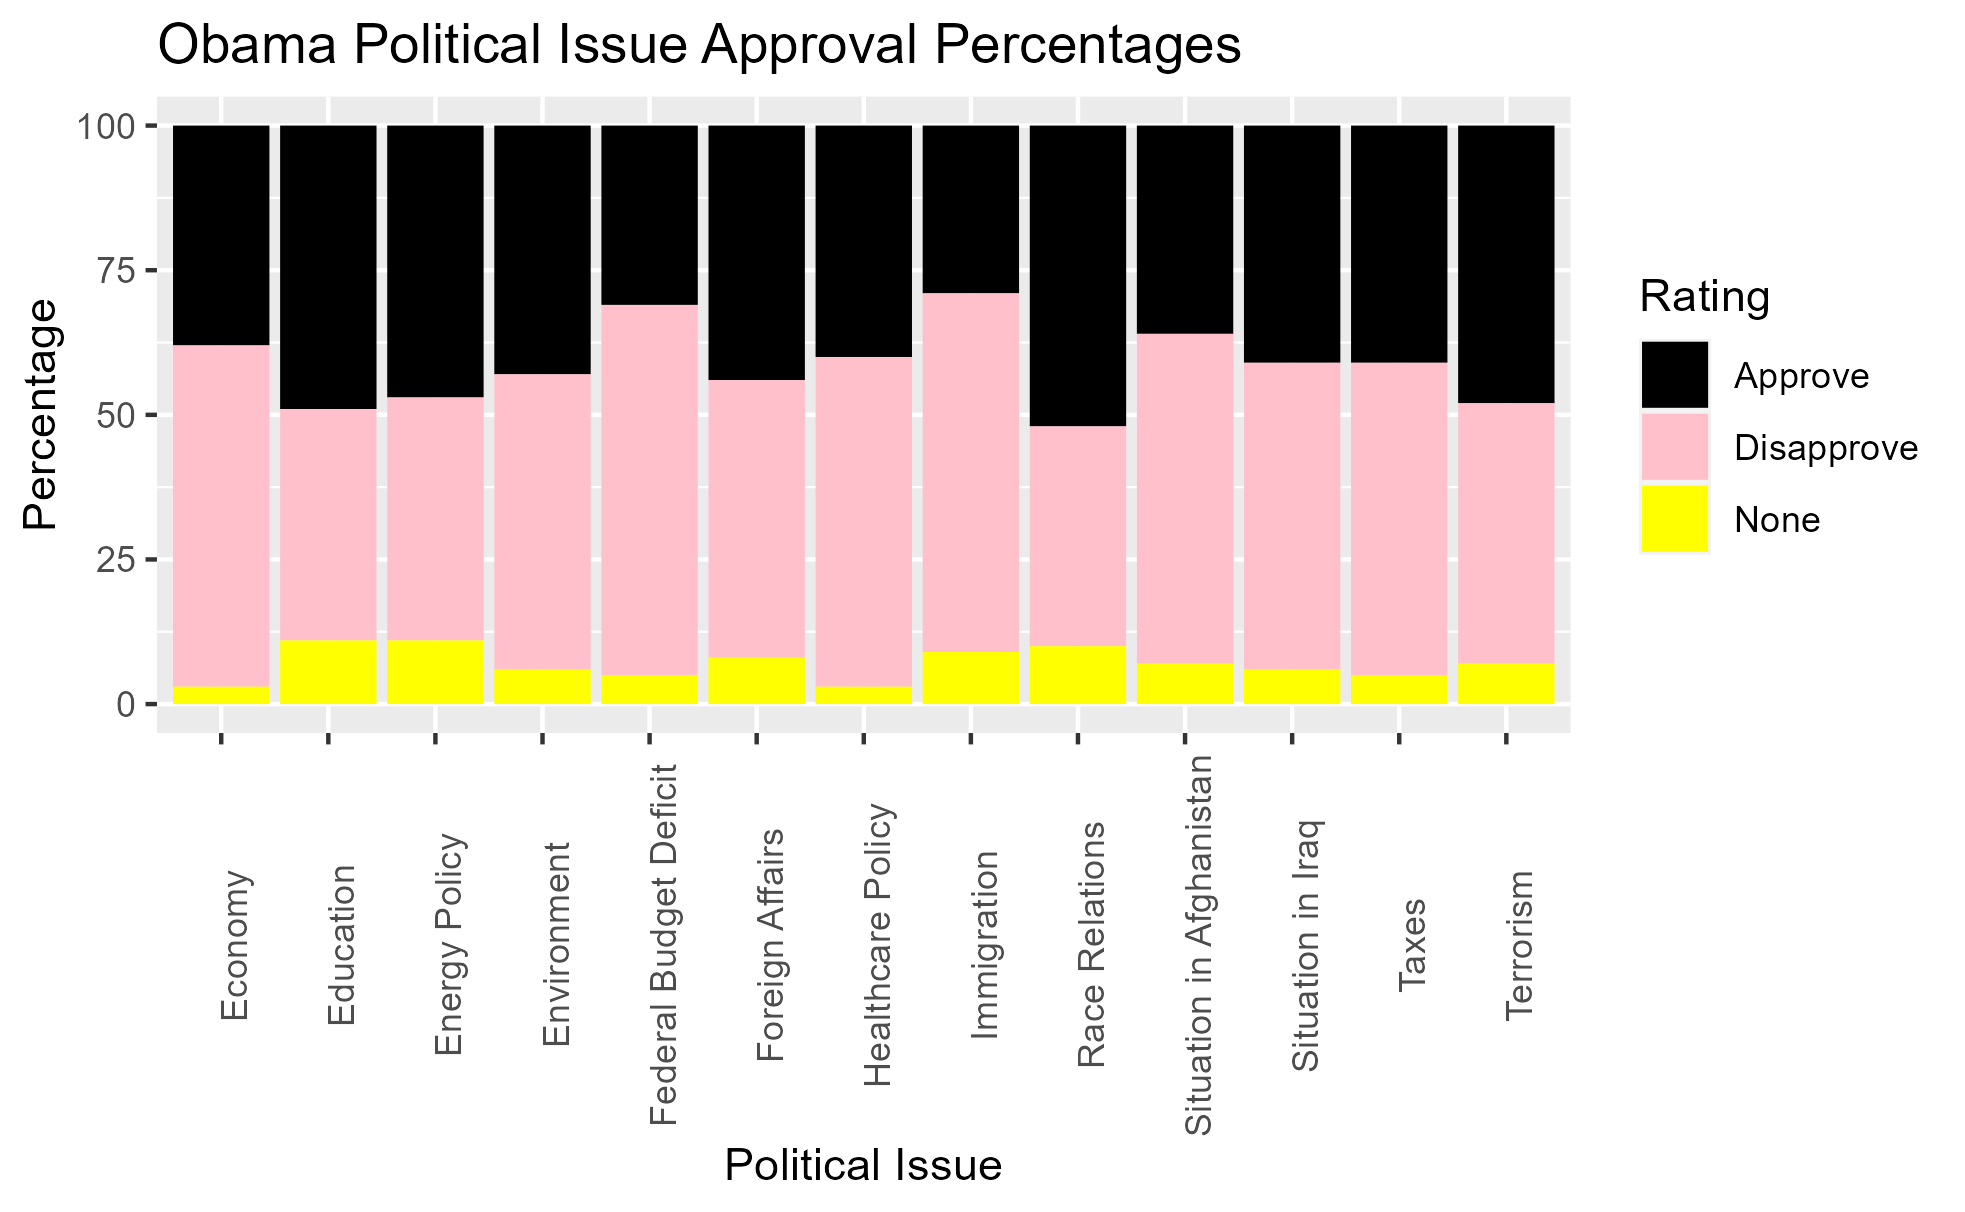 Obama Political Issue Approval Percentages
Percentage
100
75
50
25
0
Economy
Education
Energy Policy
Environment
Federal Budget Deficit
Foreign Affairs
Healthcare Policy
Immigration
Race Relations
Situation in Afghanistan
Situation in Iraq
Taxes
Terrorism
Political Issue
Rating
Approve
Disapprove
None